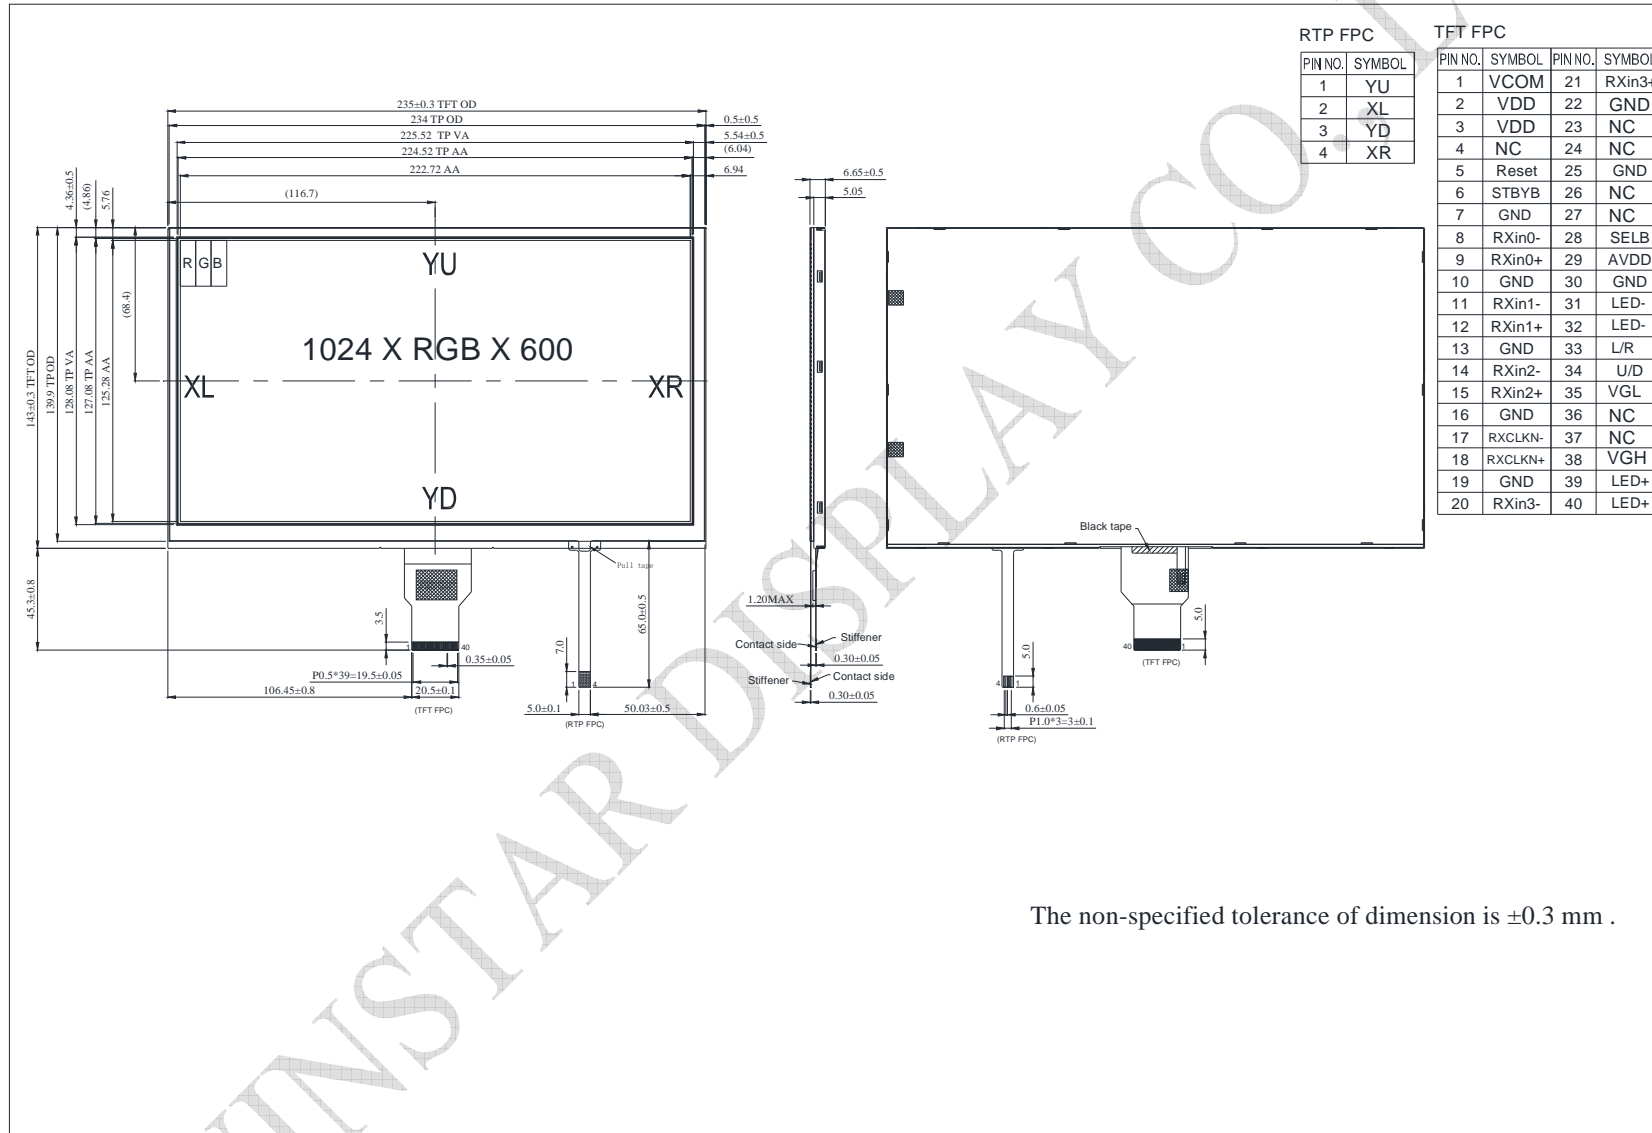 RTP FPC
PIN NO. SYMBOL
1 YU
2 XL
3 YD
4 XR
TFT FPC
PIN NO. SYMBOL PIN NO. SYMBOL
1 VCOM 21 RXin3+
2 VDD 22 GND
3 VDD 23 NC
4 NC 24 NC
5 Reset 25 GND
6 STBYB 26 NC
7 GND 27 NC
8 RXin0- 28 SELB
9 RXin0+ 29 AVDD
10 GND 30 GND
11 RXin1- 31 LED-
12 RXin1+ 32 LED-
13 GND 33 L/R
14 RXin2- 34 U/D
15 RXin2+ 35 VGL
16 GND 36 NC
17 RXCLKN- 37 NC
18 RXCLKN+ 38 VGH
19 GND 39 LED+
20 RXin3- 40 LED+
235±0.3 TFT OD
234 TP OD 0.5±0.5
225.52 TP VA 5.54±0.5
224.52 TP AA (6.04)
222.72 AA 6.94
(116.7)
4.36±0.5
(4.86)
5.76
143±0.3 TFT OD
139.9 TP OD
128.08 TP VA
127.08 TP AA
125.28 AA
(68.4)
R G B
YU
1024 X RGB X 600
XL XR
YD
Pull tape
45.3±0.8
3.5
1 40
0.35±0.05
P0.5*39=19.5±0.05
106.45±0.8 20.5±0.1
(TFT FPC)
65.0±0.5
7.0
1 4
5.0±0.1 50.03±0.5
(RTP FPC)
6.65±0.5
5.05
1.20MAX
Contact side Stiffener
0.30±0.05
Stiffener Contact side
0.30±0.05
Black tape
5.0
40 1
(TFT FPC)
5.0
4 1
0.6±0.05
P1.0*3=3±0.1
(RTP FPC)
The non-specified tolerance of dimension is ±0.3 mm .
WINSTAR DISPLAY CO., L